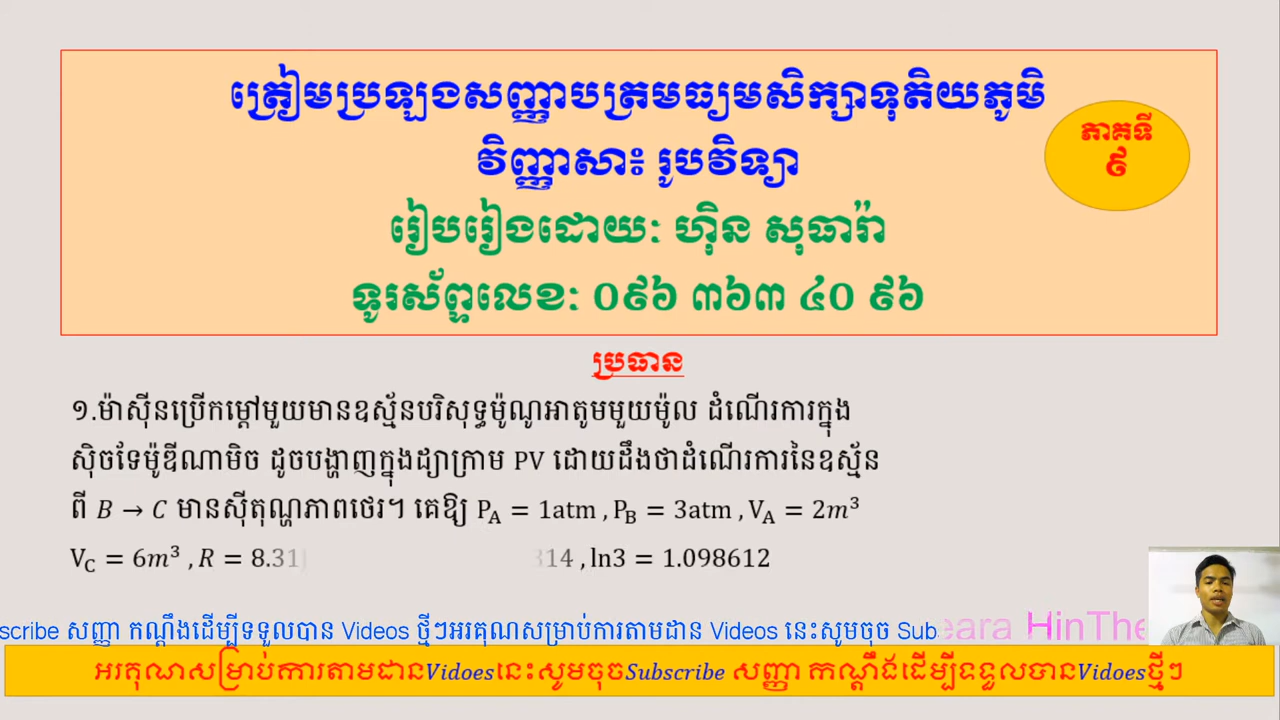 ត្រៀមប្រឡងសញ្ញាបត្រមធ្យមសិក្សាទុតិយភូមិ
វិញ្ញាសា៖ រូបវិទ្យា
ភាគទី
៩
រៀបរៀងដោយ: ហ៊ិន សុធារ៉ា
ទូរស័ព្ទលេខ: 0៩៦ ៣៦៣ ៤0 ៩៦
ប្រធាន
១.ម៉ាស៊ីនប្រើកម្ដៅមួយមានឧស្ម័នបរិសុទ្ធម៉ូណូអាតូមមួយម៉ូល ដំណើរការក្នុង
ស៊ិចទែម៉ូឌីណាមិច ដូចបង្ហាញក្នុងដ្យាក្រាម PV ដោយដឹងថាដំណើរការនៃឧស្ម័ន
ពី B → C មានស៊ីតុណ្ហភាពថេរ។ គេឱ្យ P_A = 1atm , P_B = 3atm , V_A = 2m³
V_C = 6m³ , R = 8.31 314 , ln3 = 1.098612
scribe សញ្ញា កណ្ដឹងដើម្បីទទួលបាន Videos ថ្មីៗអរគុណសម្រាប់ការតាមដាន Videos នេះសូមចុច Sub
eara HinThe
អរគុណសម្រាប់ការតាមដានVidoesនេះសូមចុចSubscribe សញ្ញា កណ្ដឹងដើម្បីទទួលបានVidoesថ្មីៗ